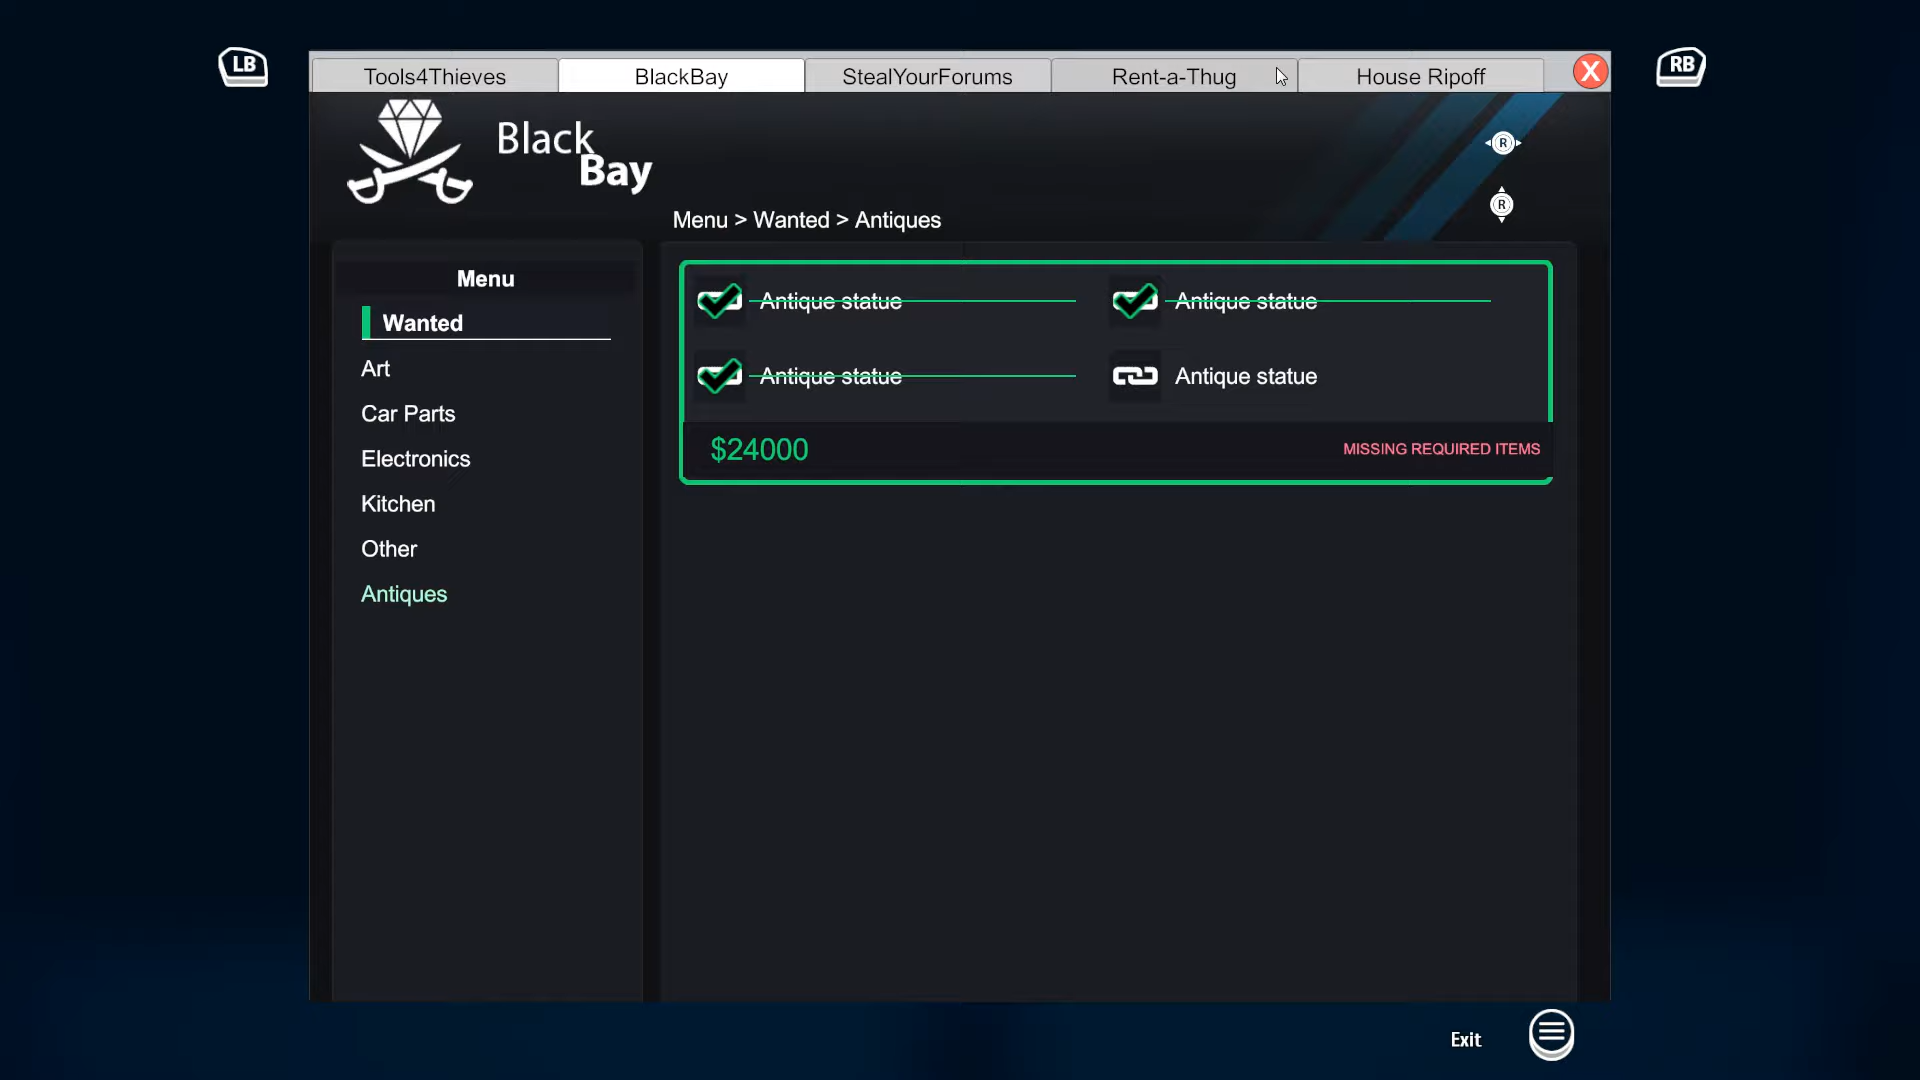 LB
Tools4Thieves
BlackBay
StealYourForums
Rent-a-Thug
House Ripoff
X
RB
Black
Bay
R
R
Menu > Wanted > Antiques
Menu
Wanted
Art
Car Parts
Electronics
Kitchen
Other
Antiques
Antique statue
Antique statue
Antique statue
Antique statue
$24000
MISSING REQUIRED ITEMS
Exit